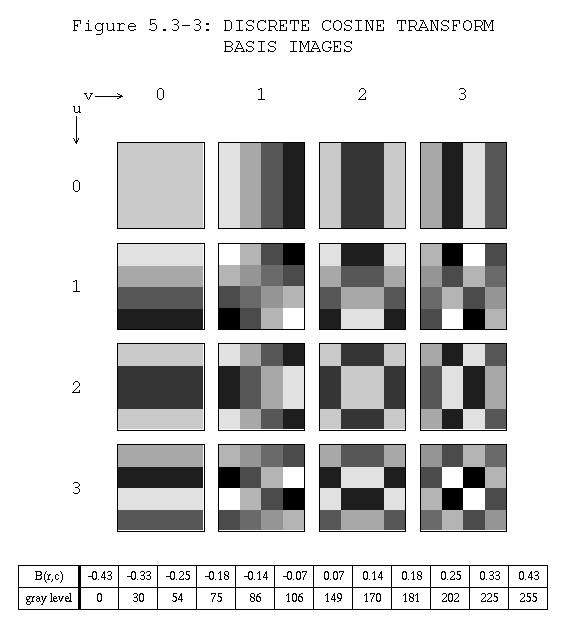 Figure 5.3-3: DISCRETE COSINE TRANSFORM
BASIS IMAGES
v 0 1 2 3
u
0
1
2
3
B(r,c) -0.43 -0.33 -0.25 -0.18 -0.14 -0.07 0.07 0.14 0.18 0.25 0.33 0.43
gray level 0 30 54 75 86 106 149 170 181 202 225 255